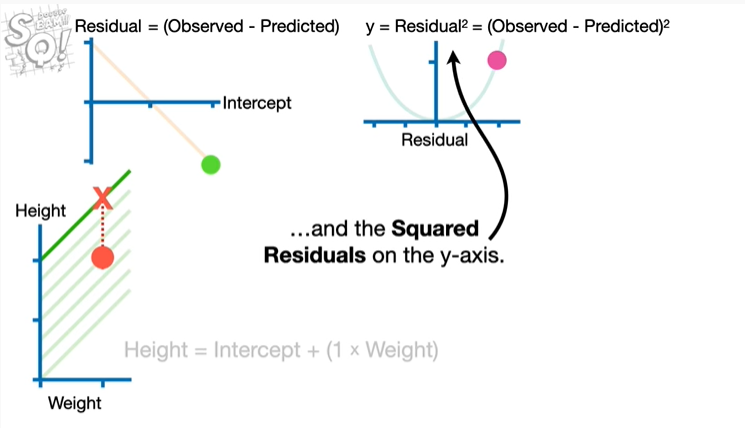 SQ!
Residual = (Observed - Predicted)
y = Residual² = (Observed - Predicted)²
Intercept
Residual
Height
...and the Squared
Residuals on the y-axis.
Height = Intercept + (1 × Weight)
Weight